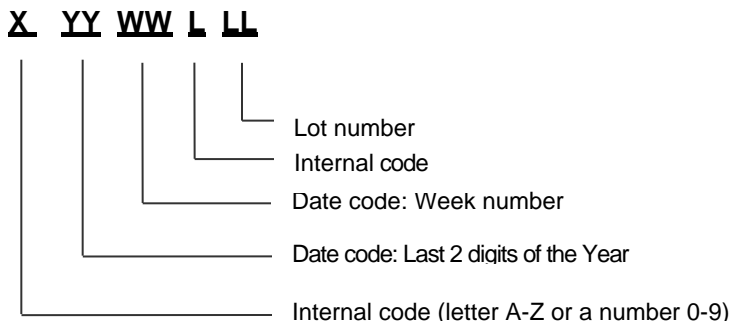 X YY WW L LL
Lot number
Internal code
Date code: Week number
Date code: Last 2 digits of the Year
Internal code (letter A-Z or a number 0-9)